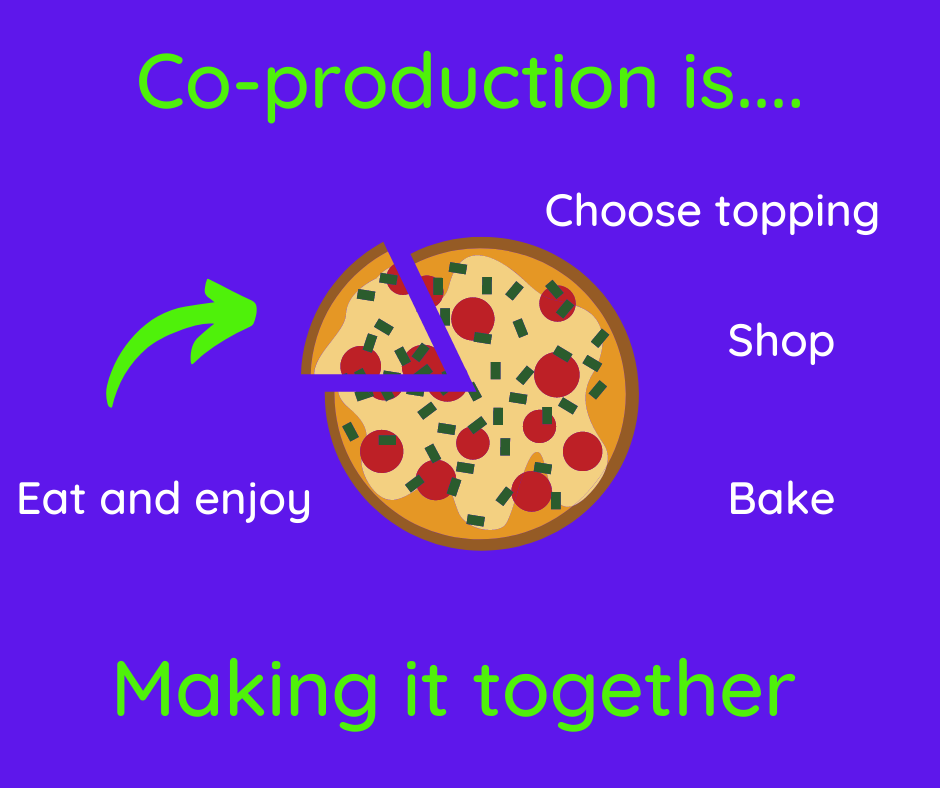 Co-production is....
Choose topping
Shop
Eat and enjoy
Bake
Making it together